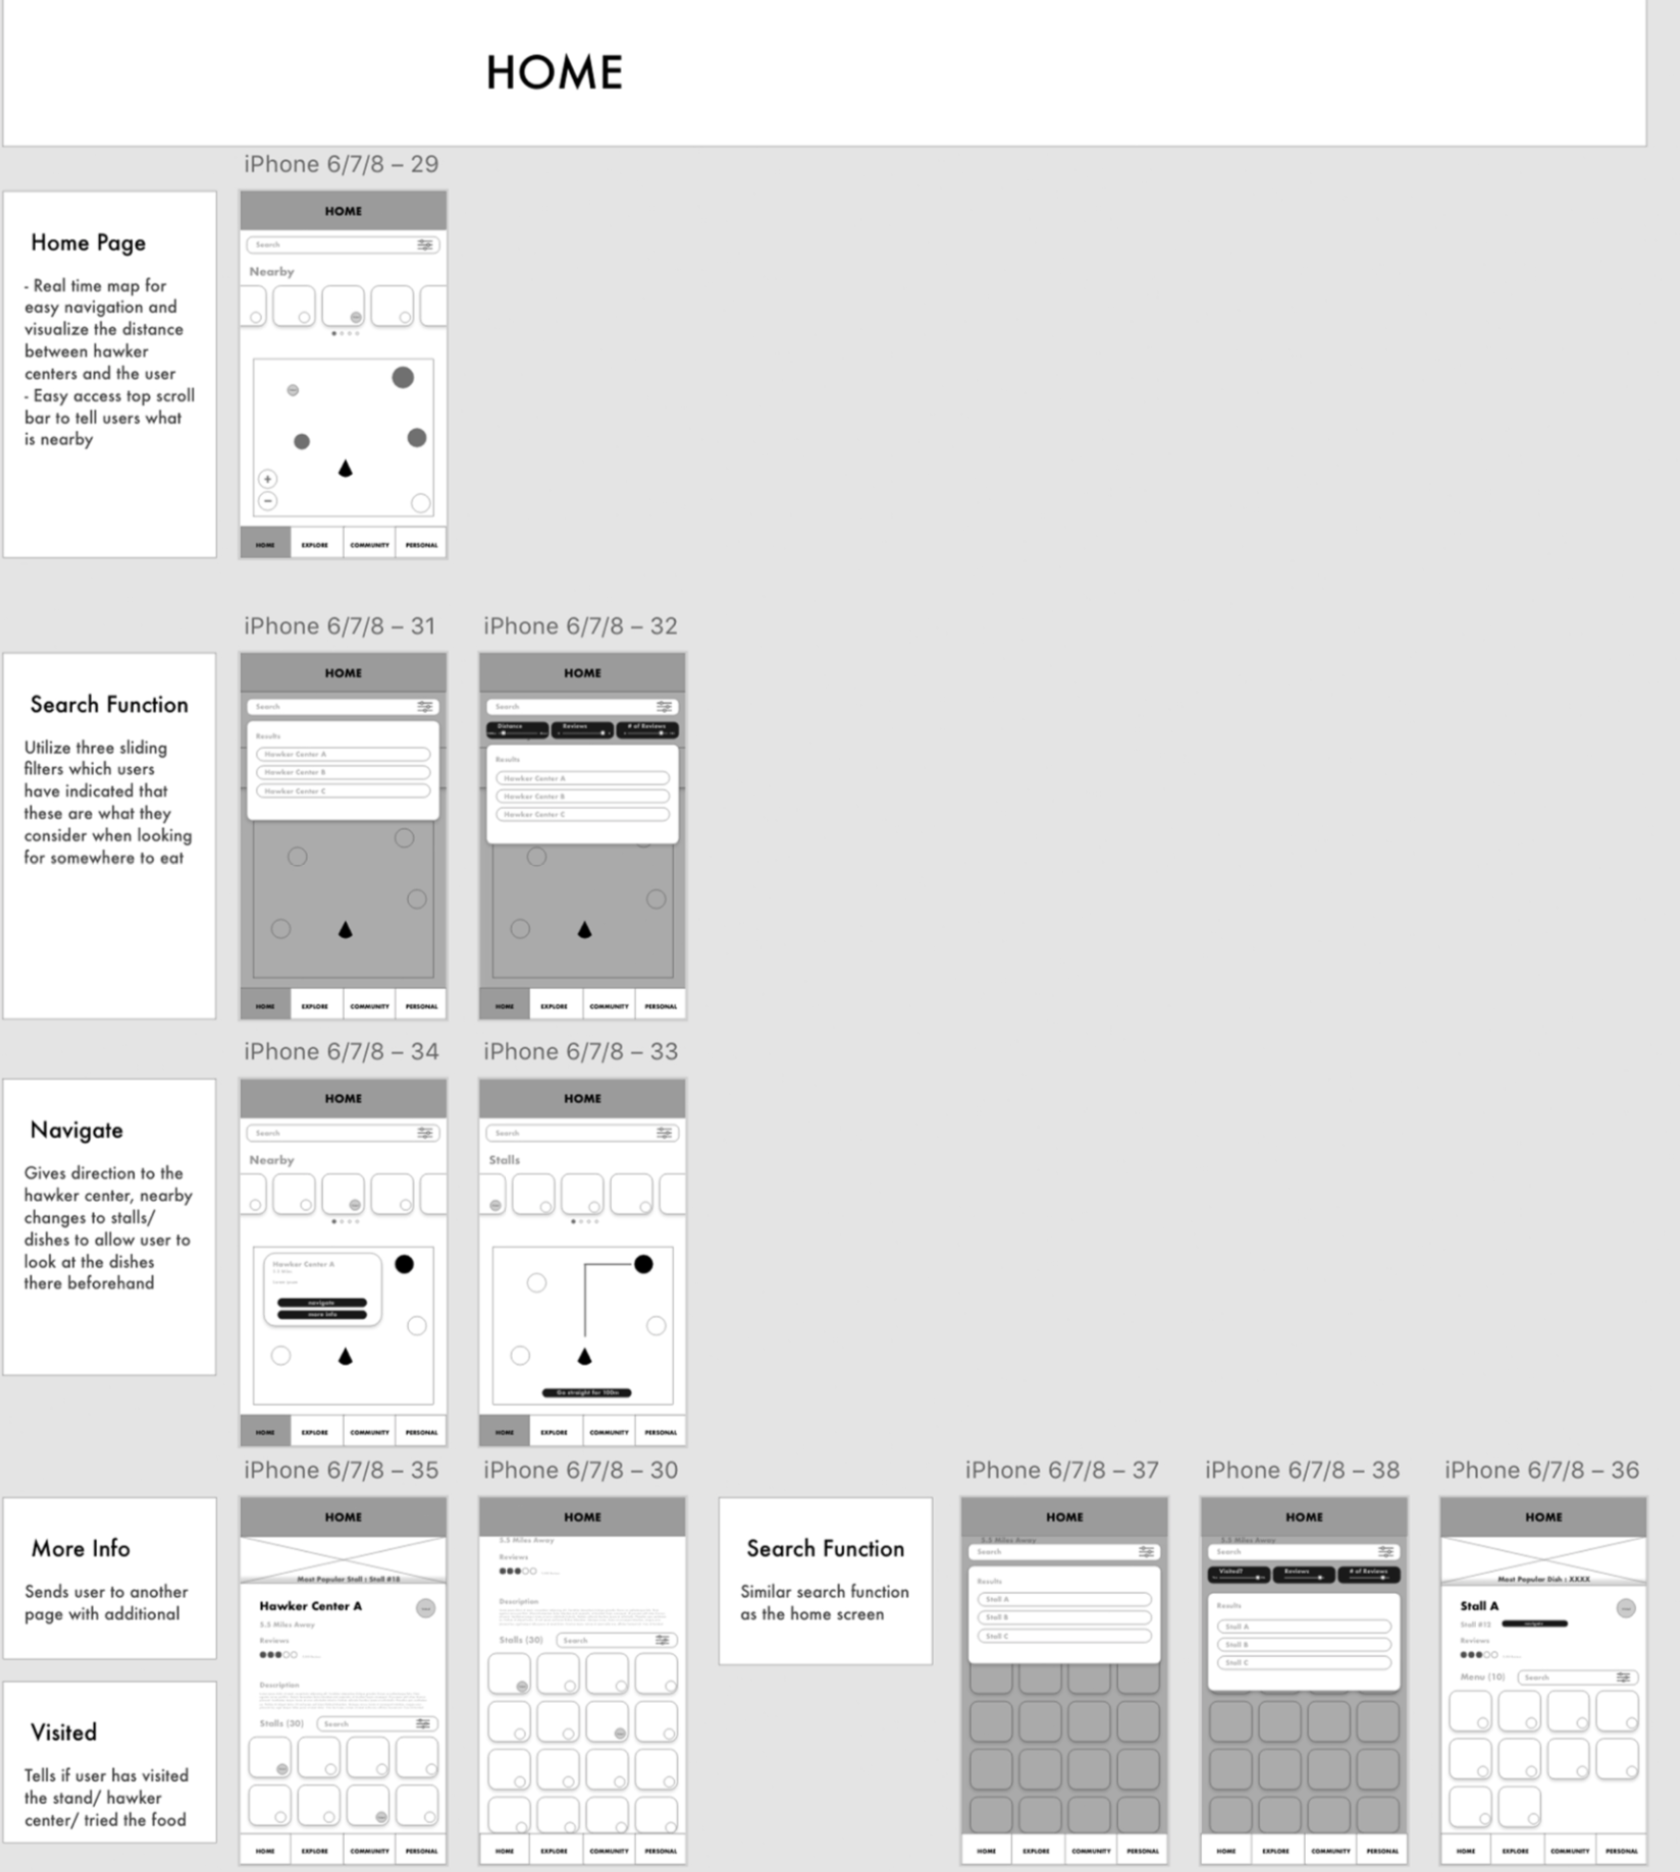 HOME
iPhone 6/7/8 – 29
Home Page
- Real time map for
easy navigation and
visualize the distance
between hawker
centers and the user
- Easy access top scroll
bar to tell users what
is nearby
HOME
Search
Nearby
+
–
HOME EXPLORE COMMUNITY PERSONAL
iPhone 6/7/8 – 31
iPhone 6/7/8 – 32
Search Function
Utilize three sliding
filters which users
have indicated that
these are what they
consider when looking
for somewhere to eat
HOME
Search
Results
Hawker Center A
Hawker Center B
Hawker Center C
HOME EXPLORE COMMUNITY PERSONAL
HOME
Search
Distance Reviews # of Reviews
Results
Hawker Center A
Hawker Center B
Hawker Center C
HOME EXPLORE COMMUNITY PERSONAL
iPhone 6/7/8 – 34
iPhone 6/7/8 – 33
Navigate
Gives direction to the
hawker center, nearby
changes to stalls/
dishes to allow user to
look at the dishes
there beforehand
HOME
Search
Nearby
Hawker Center A
navigate
more info
HOME EXPLORE COMMUNITY PERSONAL
HOME
Search
Stalls
Go straight for
HOME EXPLORE COMMUNITY PERSONAL
iPhone 6/7/8 – 35
iPhone 6/7/8 – 30
iPhone 6/7/8 – 37
iPhone 6/7/8 – 38
iPhone 6/7/8 – 36
More Info
Sends user to another
page with additional
Visited
Tells if user has visited
the stand/ hawker
center/ tried the food
HOME
Most Popular Stall : Stall #18
Hawker Center A
5.5 Miles Away
Reviews
Description
Stalls (30) Search
HOME EXPLORE COMMUNITY PERSONAL
HOME
5.5 Miles Away
Reviews
Description
Stalls (30) Search
HOME EXPLORE COMMUNITY PERSONAL
Search Function
Similar search function
as the home screen
HOME
5.5 Miles Away
Search
Results
Stall A
Stall B
Stall C
HOME EXPLORE COMMUNITY PERSONAL
HOME
5.5 Miles Away
Search
Visited? Reviews # of Reviews
Results
Stall A
Stall B
Stall C
HOME EXPLORE COMMUNITY PERSONAL
HOME
Most Popular Dish : XXXX
Stall A
Stall #12
Reviews
Menu (10) Search
HOME EXPLORE COMMUNITY PERSONAL